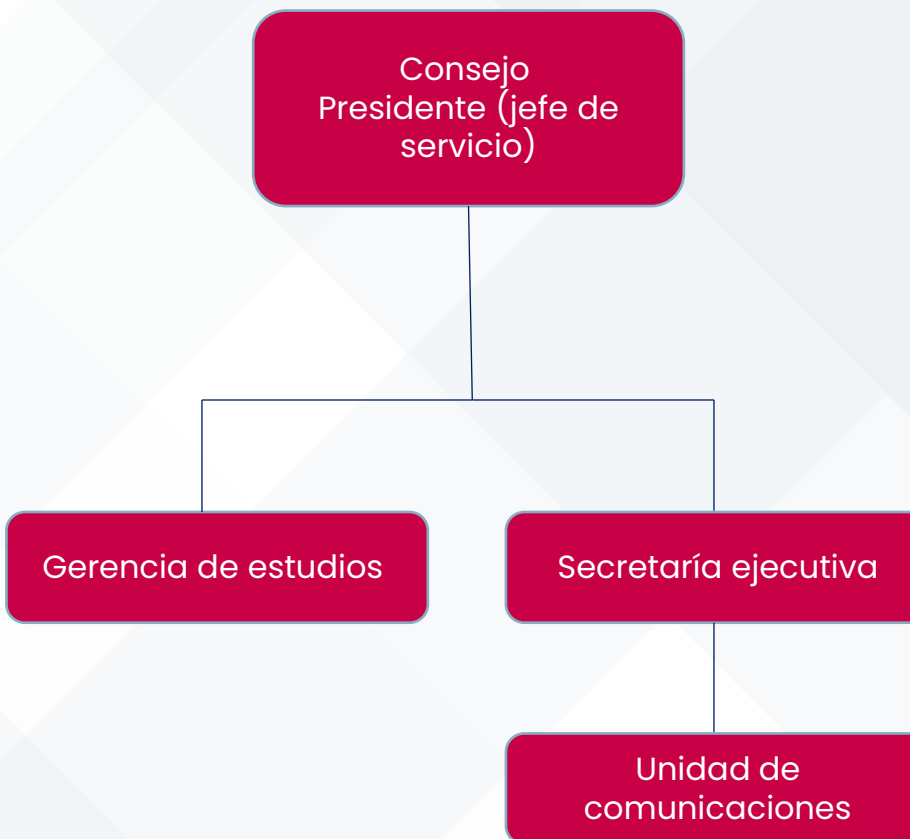 Consejo
Presidente (jefe de
servicio)
Gerencia de estudios
Secretaría ejecutiva
Unidad de
comunicaciones